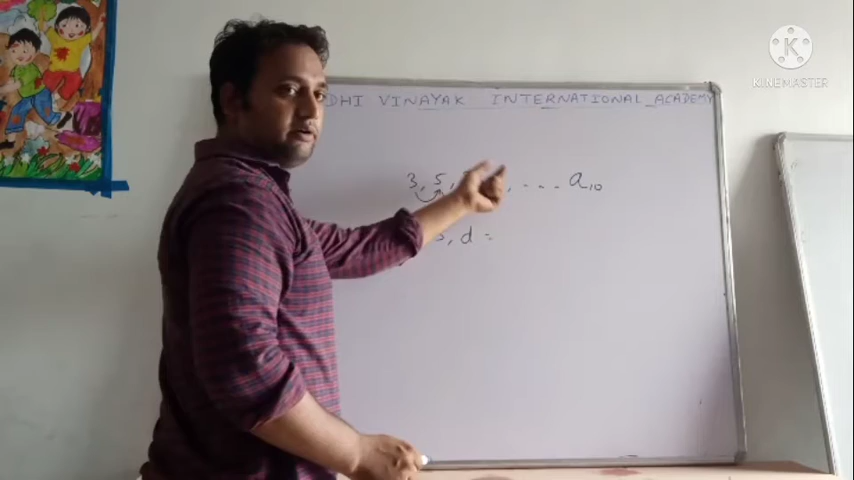 DHI VINAYAK INTERNATIONAL ACADEMY
3, 5, , ... a₁₀
, d =
KINEMASTER